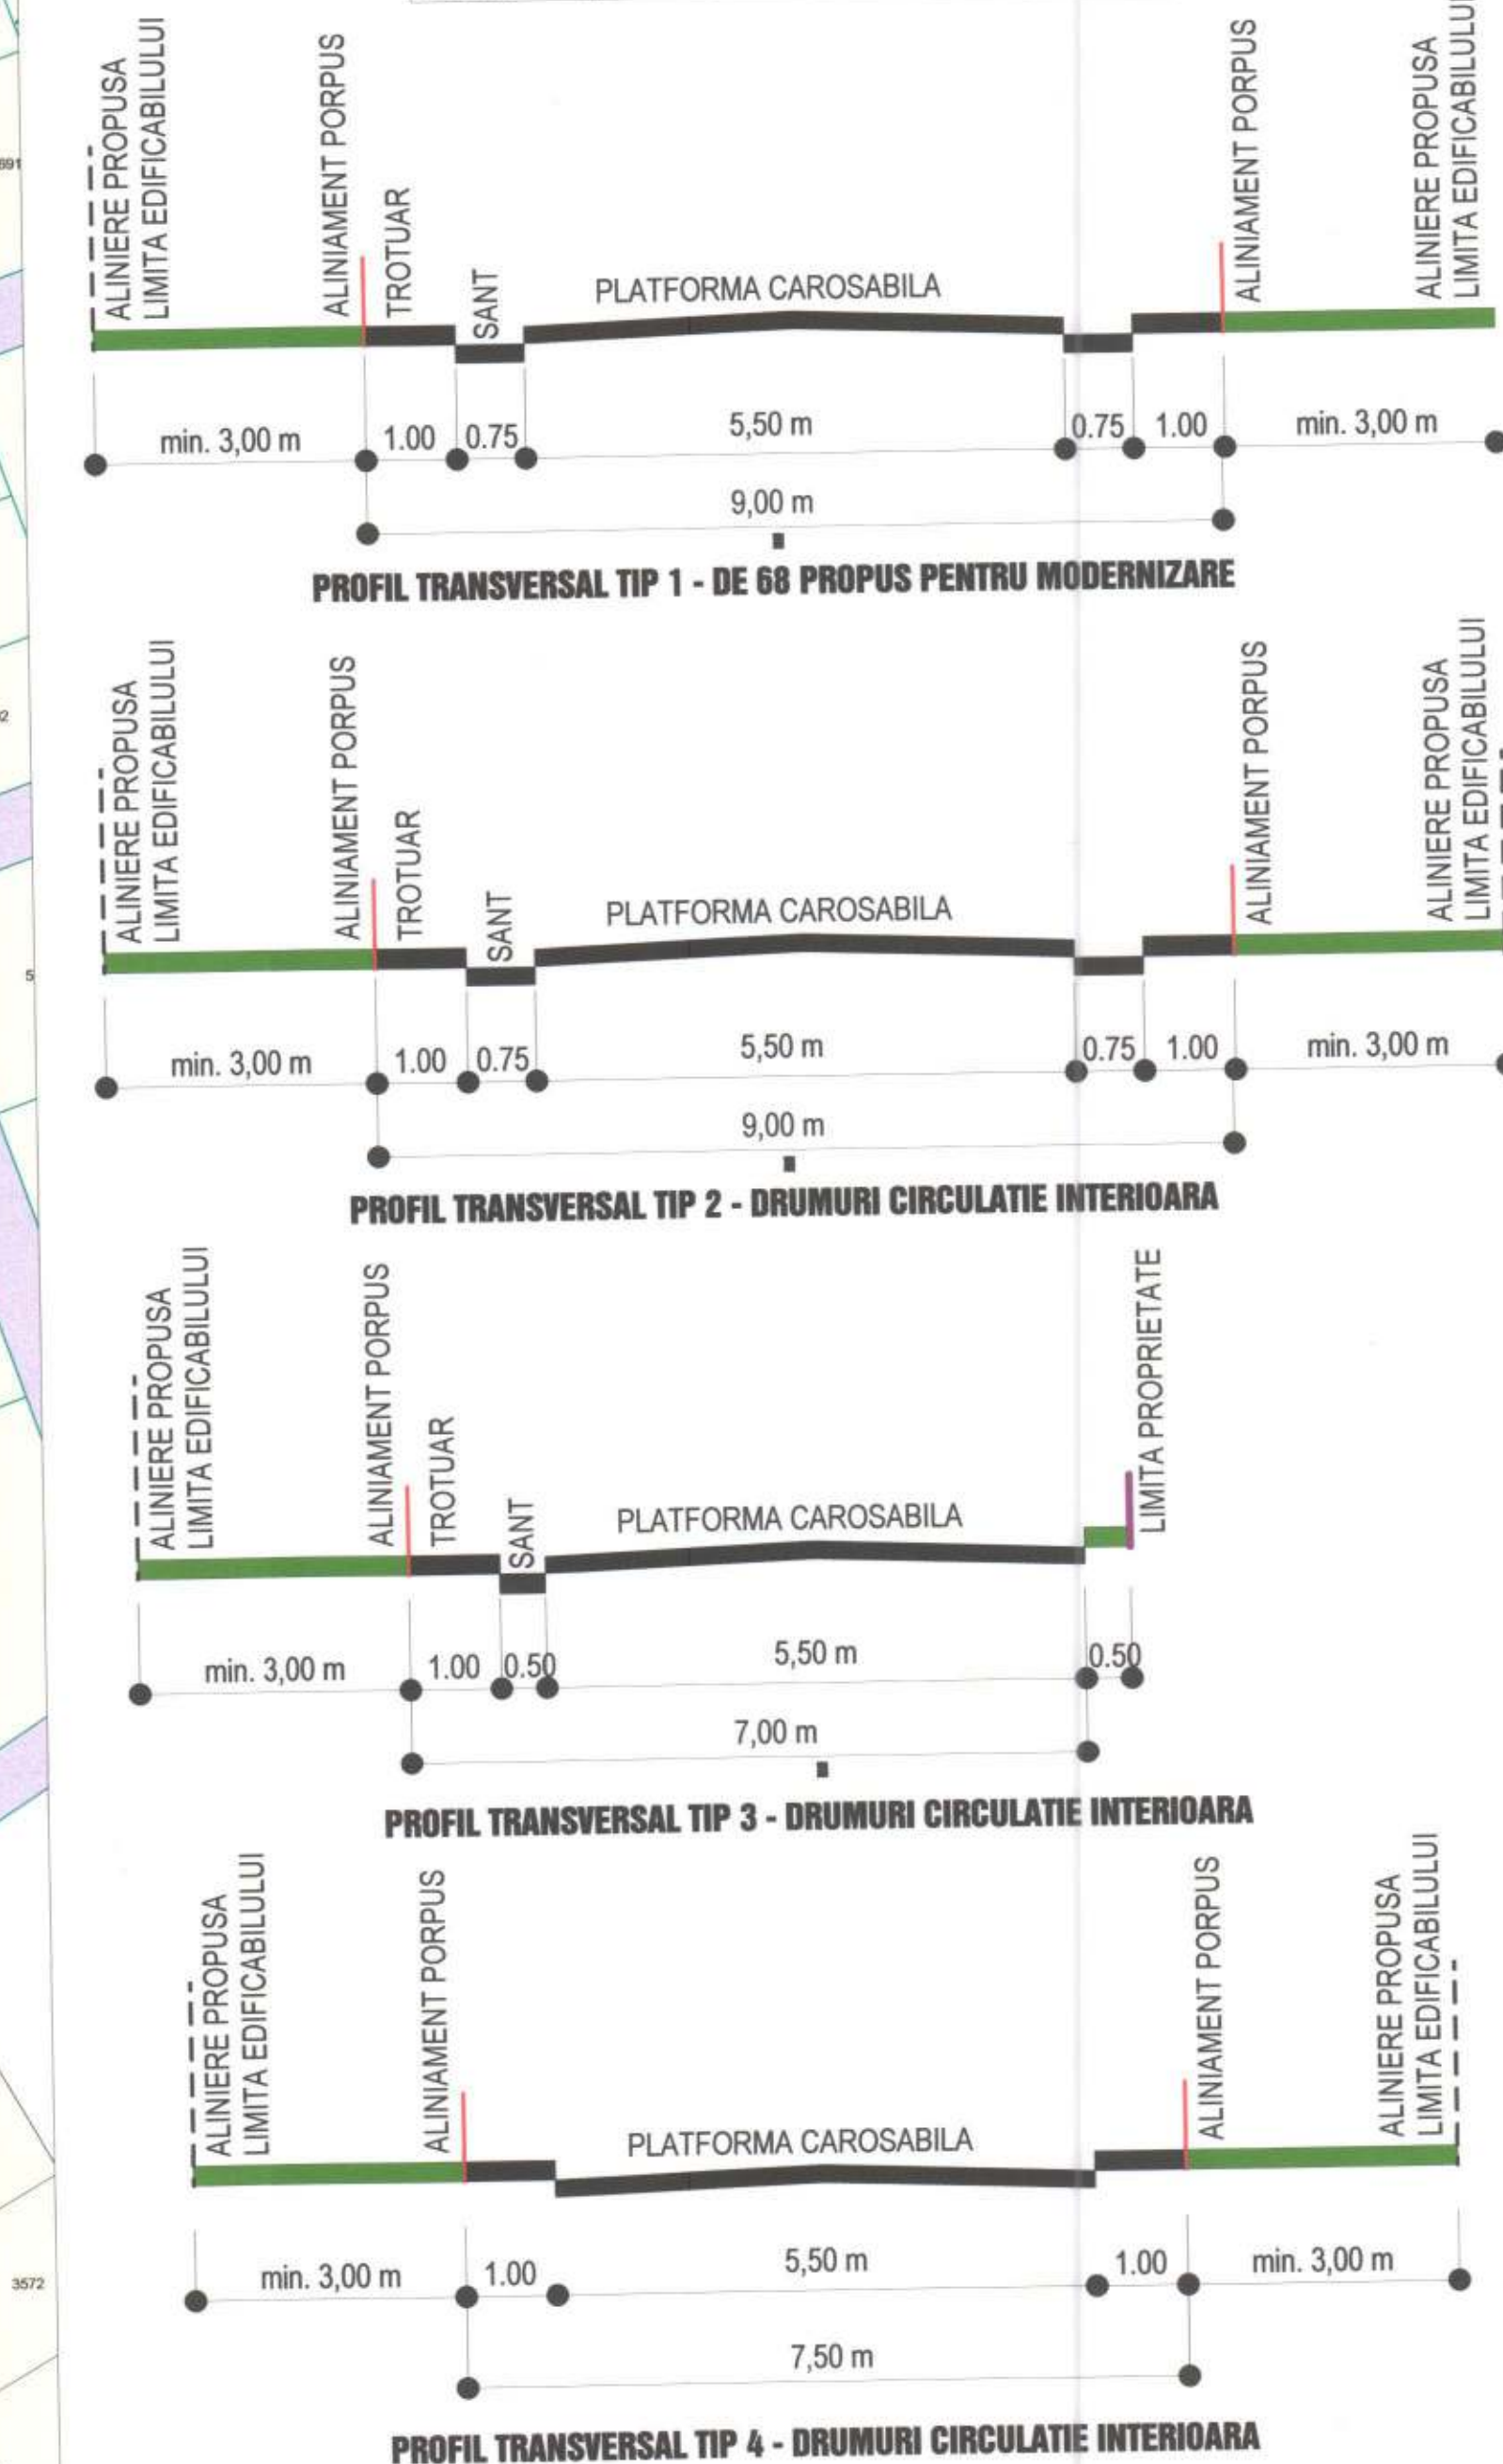 ALINIERE PROPUSA
LIMITA EDIFICABILULUI
ALINIAMENT PORPUS
TROTUAR
SANT
PLATFORMA CAROSABILA
ALINIAMENT PORPUS
ALINIERE PROPUSA
LIMITA EDIFICABILULUI
min. 3,00 m
1.00
0.75
5,50 m
0.75
1.00
min. 3,00 m
9,00 m
PROFIL TRANSVERSAL TIP 1 - DE 68 PROPUS PENTRU MODERNIZARE
ALINIERE PROPUSA
LIMITA EDIFICABILULUI
ALINIAMENT PORPUS
TROTUAR
SANT
PLATFORMA CAROSABILA
ALINIAMENT PORPUS
ALINIERE PROPUSA
LIMITA EDIFICABILULUI
min. 3,00 m
1.00
0.75
5,50 m
0.75
1.00
min. 3,00 m
9,00 m
PROFIL TRANSVERSAL TIP 2 - DRUMURI CIRCULATIE INTERIOARA
ALINIERE PROPUSA
LIMITA EDIFICABILULUI
ALINIAMENT PORPUS
TROTUAR
SANT
PLATFORMA CAROSABILA
LIMITA PROPRIETATE
min. 3,00 m
1.00
0.50
5,50 m
0.50
7,00 m
PROFIL TRANSVERSAL TIP 3 - DRUMURI CIRCULATIE INTERIOARA
ALINIERE PROPUSA
LIMITA EDIFICABILULUI
ALINIAMENT PORPUS
PLATFORMA CAROSABILA
ALINIAMENT PORPUS
ALINIERE PROPUSA
LIMITA EDIFICABILULUI
min. 3,00 m
1.00
5,50 m
1.00
min. 3,00 m
7,50 m
PROFIL TRANSVERSAL TIP 4 - DRUMURI CIRCULATIE INTERIOARA
3572